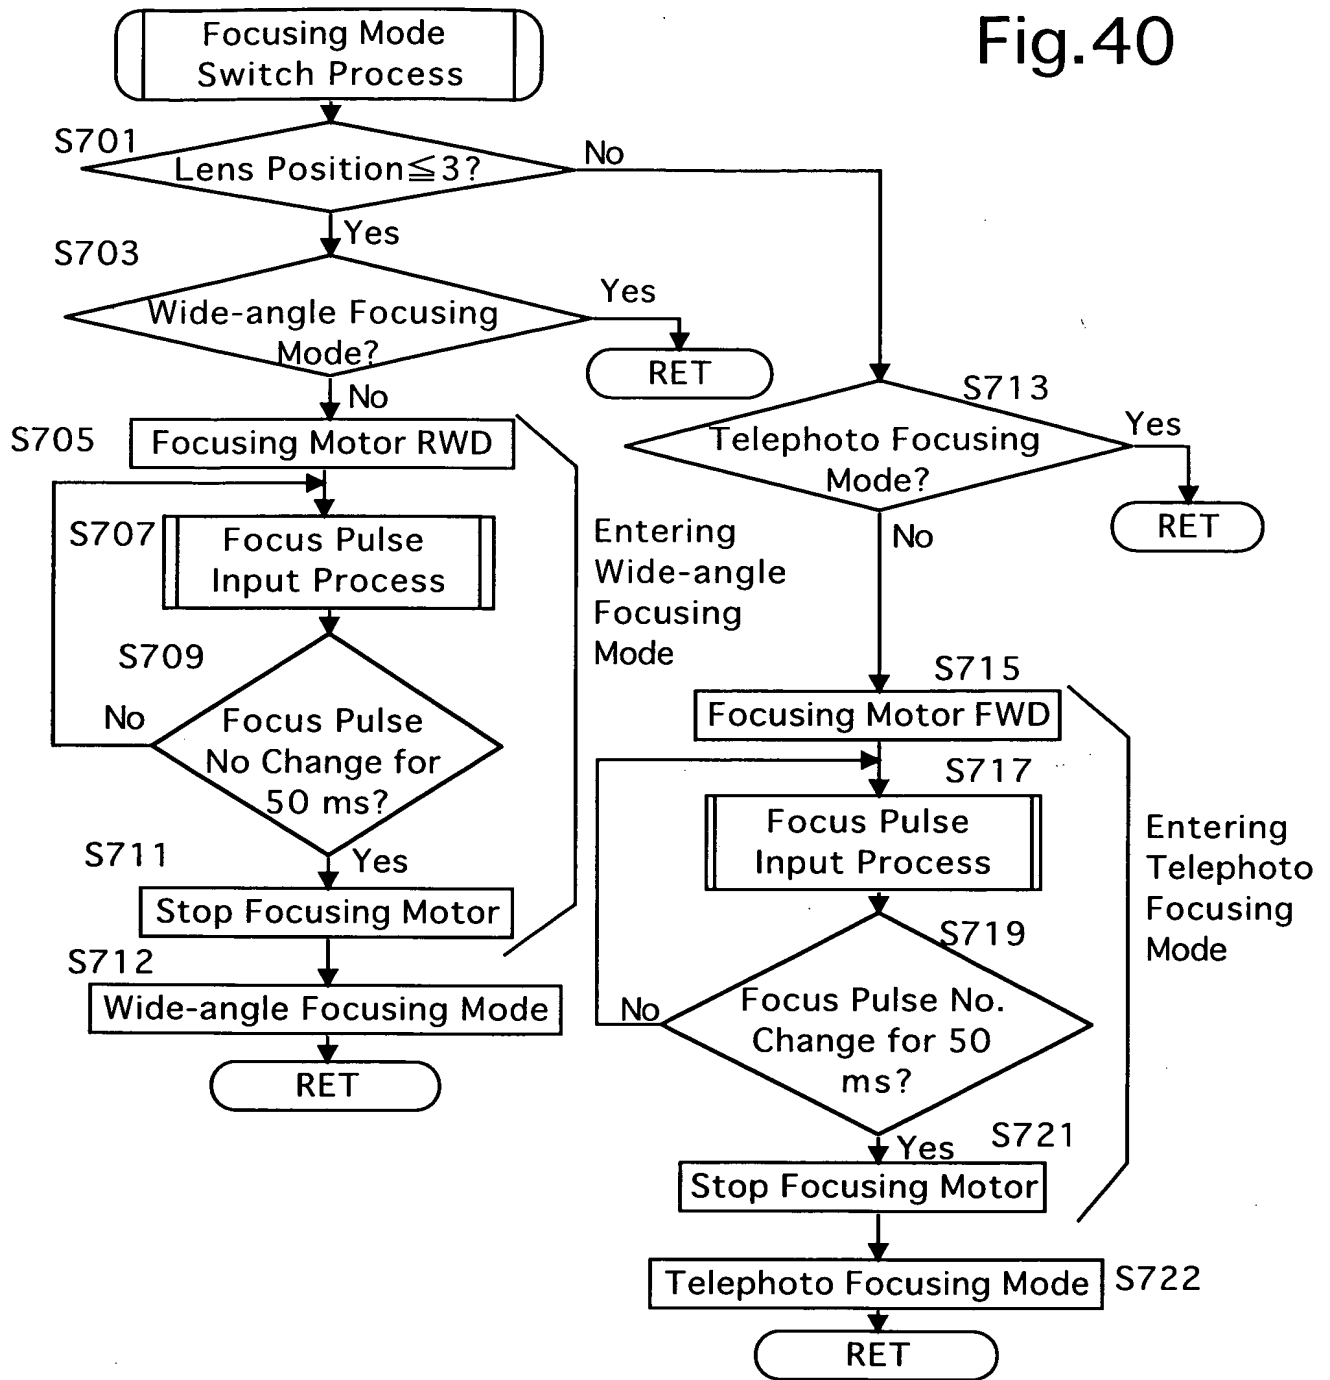 Fig.40
Focusing Mode
Switch Process
S701
Lens Position≦3?
No
Yes
S703
Wide-angle Focusing
Mode?
Yes
RET
No
S705
Focusing Motor RWD
S707
Focus Pulse
Input Process
S709
No
Focus Pulse
No Change for
50 ms?
S711
Yes
Stop Focusing Motor
S712
Wide-angle Focusing Mode
RET
Entering
Wide-angle
Focusing
Mode
S713
Telephoto Focusing
Mode?
Yes
RET
No
S715
Focusing Motor FWD
S717
Focus Pulse
Input Process
S719
No
Focus Pulse No.
Change for 50
ms?
Yes
S721
Stop Focusing Motor
Telephoto Focusing Mode
S722
RET
Entering
Telephoto
Focusing
Mode